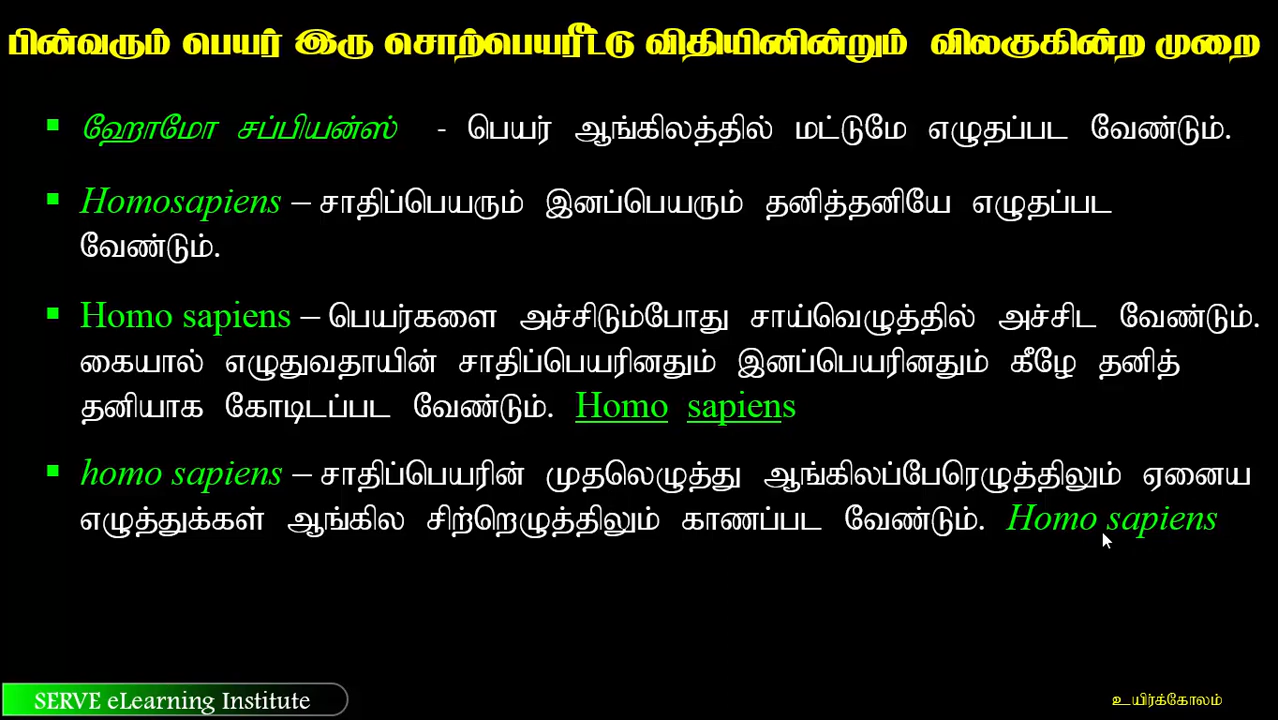 பின்வரும் பெயர் இரு சொற்பெயரீட்டு விதியினின்றும் விலகுகின்ற முறை
▪ ஹோமோ சப்பியன்ஸ் - பெயர் ஆங்கிலத்தில் மட்டுமே எழுதப்பட வேண்டும்.
▪ Homosapiens – சாதிப்பெயரும் இனப்பெயரும் தனித்தனியே எழுதப்பட
வேண்டும்.
▪ Homo sapiens – பெயர்களை அச்சிடும்போது சாய்வெழுத்தில் அச்சிட வேண்டும்.
கையால் எழுதுவதாயின் சாதிப்பெயரினதும் இனப்பெயரினதும் கீழே தனித்
தனியாக கோடிடப்பட வேண்டும். Homo sapiens
▪ homo sapiens – சாதிப்பெயரின் முதலெழுத்து ஆங்கிலப்பேரெழுத்திலும் ஏனைய
எழுத்துக்கள் ஆங்கில சிற்றெழுத்திலும் காணப்பட வேண்டும். Homo sapiens
SERVE eLearning Institute
உயிர்க்கோலம்